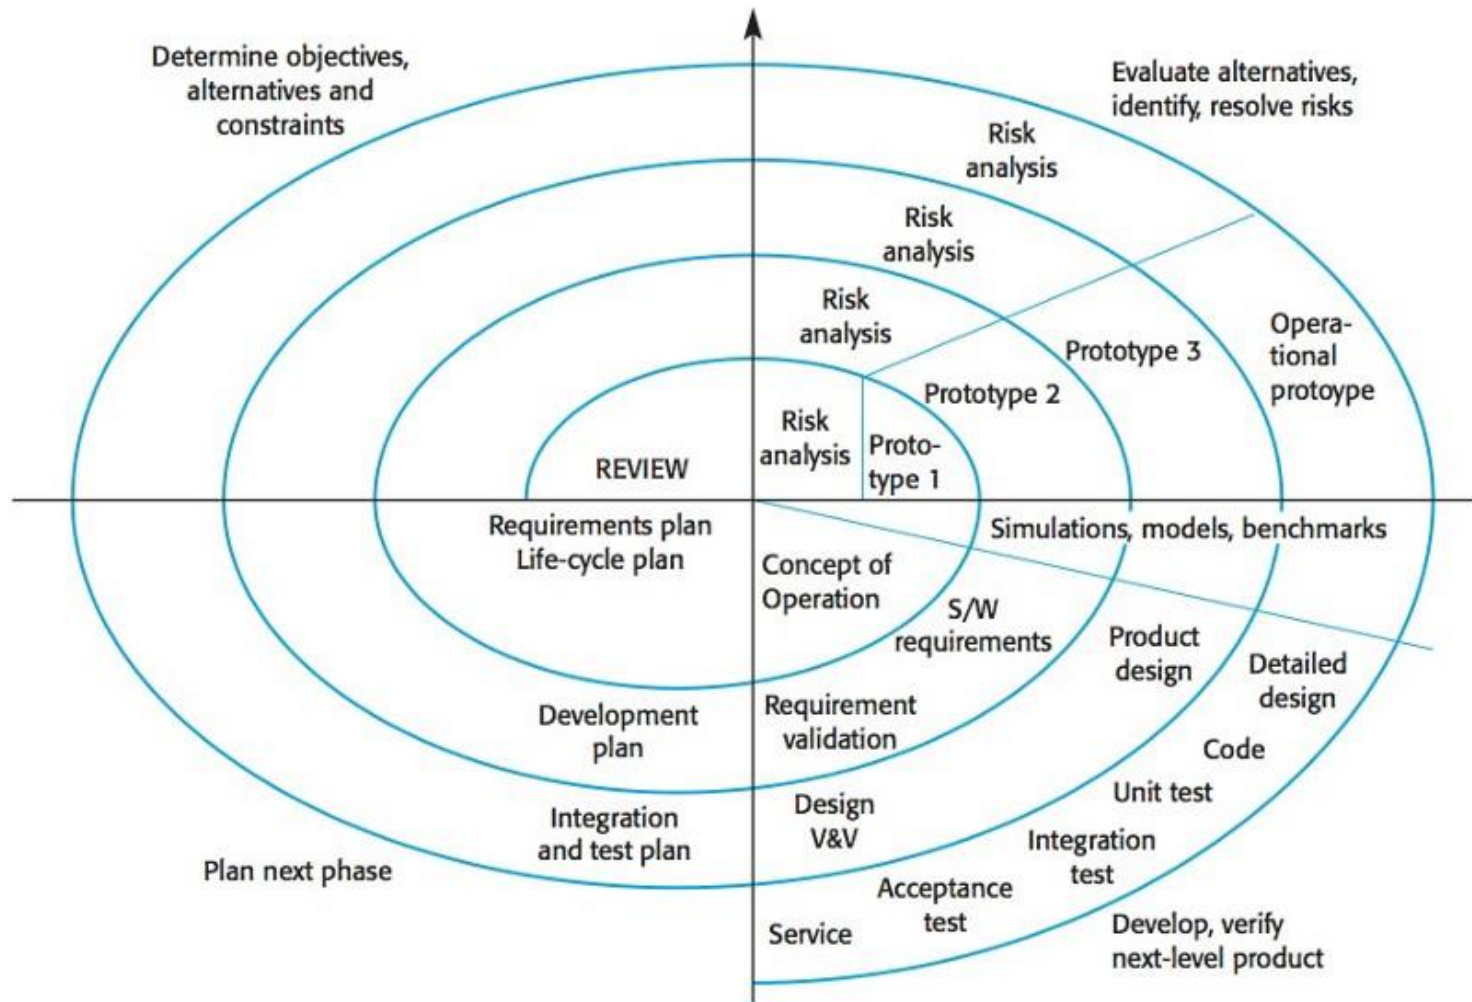 Determine objectives,
alternatives and
constraints
Evaluate alternatives,
identify, resolve risks
Risk
analysis
Risk
analysis
Risk
analysis
Risk
analysis
Proto-
type 1
Prototype 2
Prototype 3
Opera-
tional
protoype
REVIEW
Requirements plan
Life-cycle plan
Simulations, models, benchmarks
Concept of
Operation
S/W
requirements
Product
design
Detailed
design
Development
plan
Requirement
validation
Code
Unit test
Integration
and test plan
Design
V&V
Integration
test
Plan next phase
Acceptance
test
Service
Develop, verify
next-level product